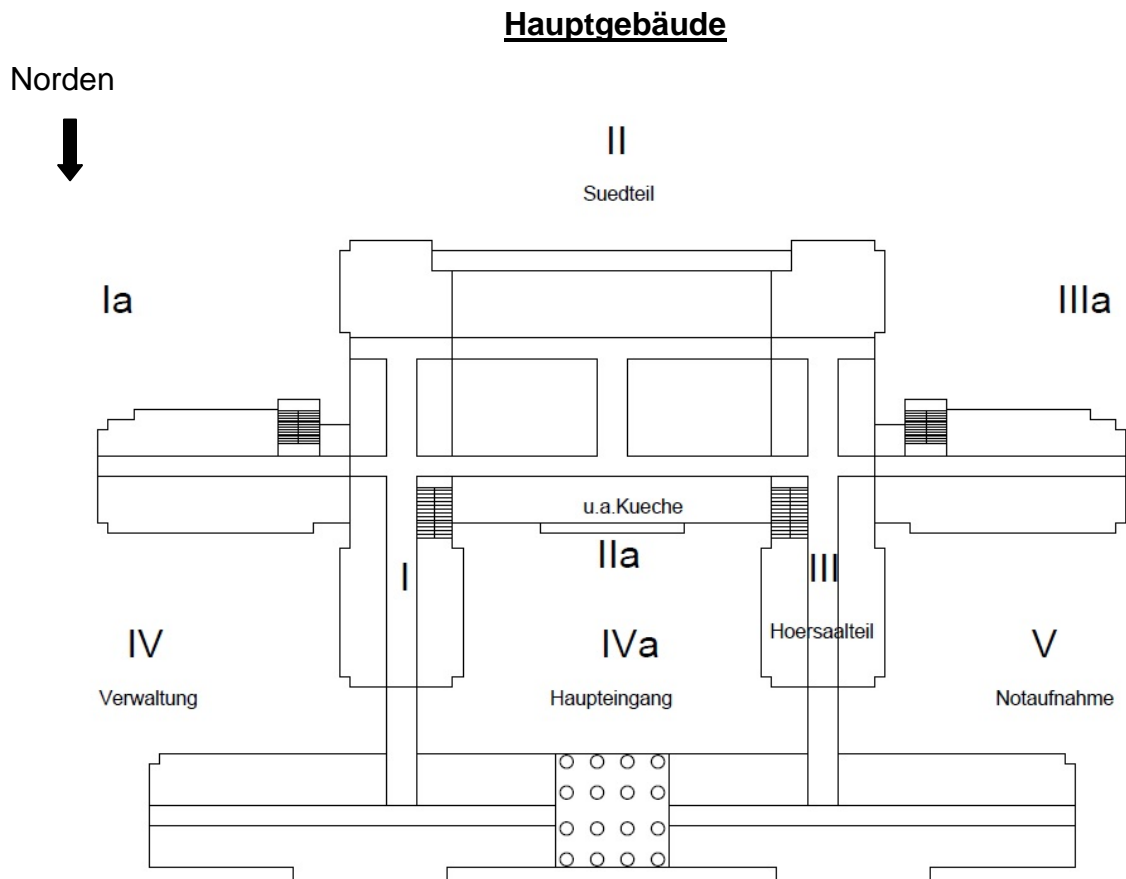 Hauptgebäude
Norden
II
Suedteil
Ia
IIIa
u.a.Kueche
IIa
I
III
Hoersaalteil
IV
Verwaltung
IVa
Haupteingang
V
Notaufnahme